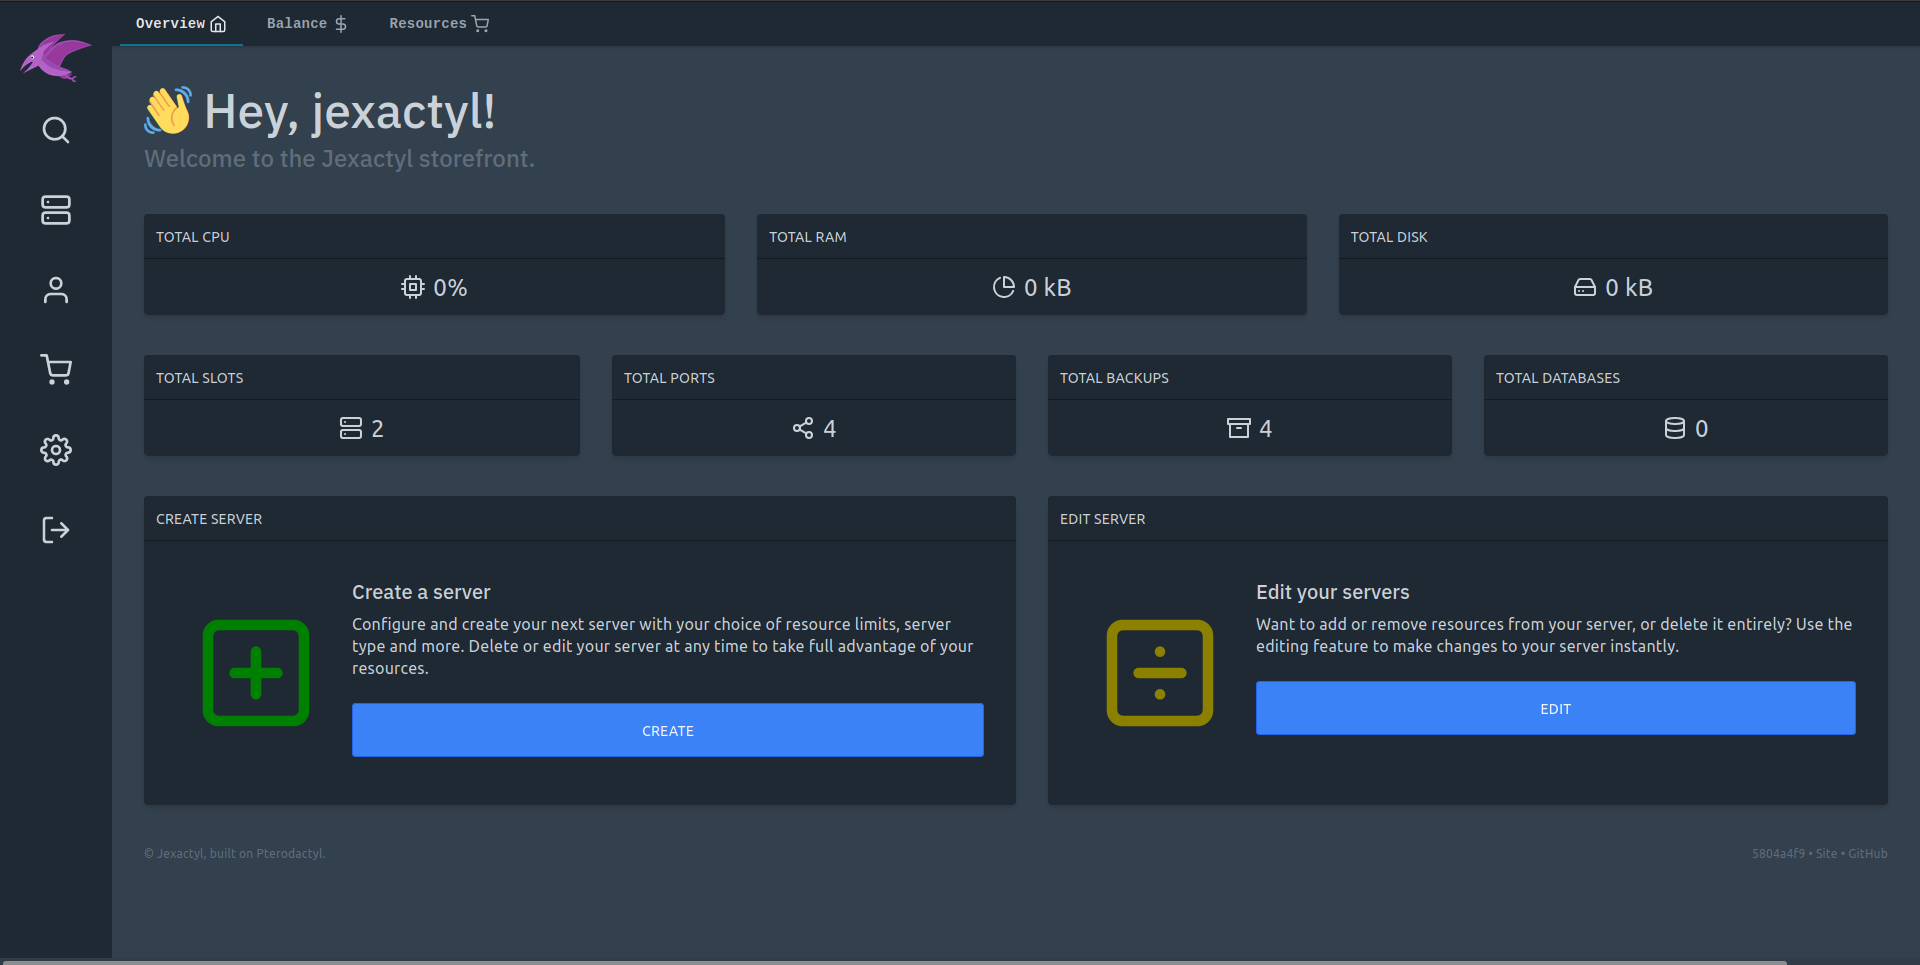 Overview
Balance
Resources
Hey, jexactyl!
Welcome to the Jexactyl storefront.
TOTAL CPU
0%
TOTAL RAM
0 kB
TOTAL DISK
0 kB
TOTAL SLOTS
2
TOTAL PORTS
4
TOTAL BACKUPS
4
TOTAL DATABASES
0
CREATE SERVER
Create a server
Configure and create your next server with your choice of resource limits, server
type and more. Delete or edit your server at any time to take full advantage of your
resources.
CREATE
EDIT SERVER
Edit your servers
Want to add or remove resources from your server, or delete it entirely? Use the
editing feature to make changes to your server instantly.
EDIT
© Jexactyl, built on Pterodactyl.
5804a4f9 • Site • GitHub